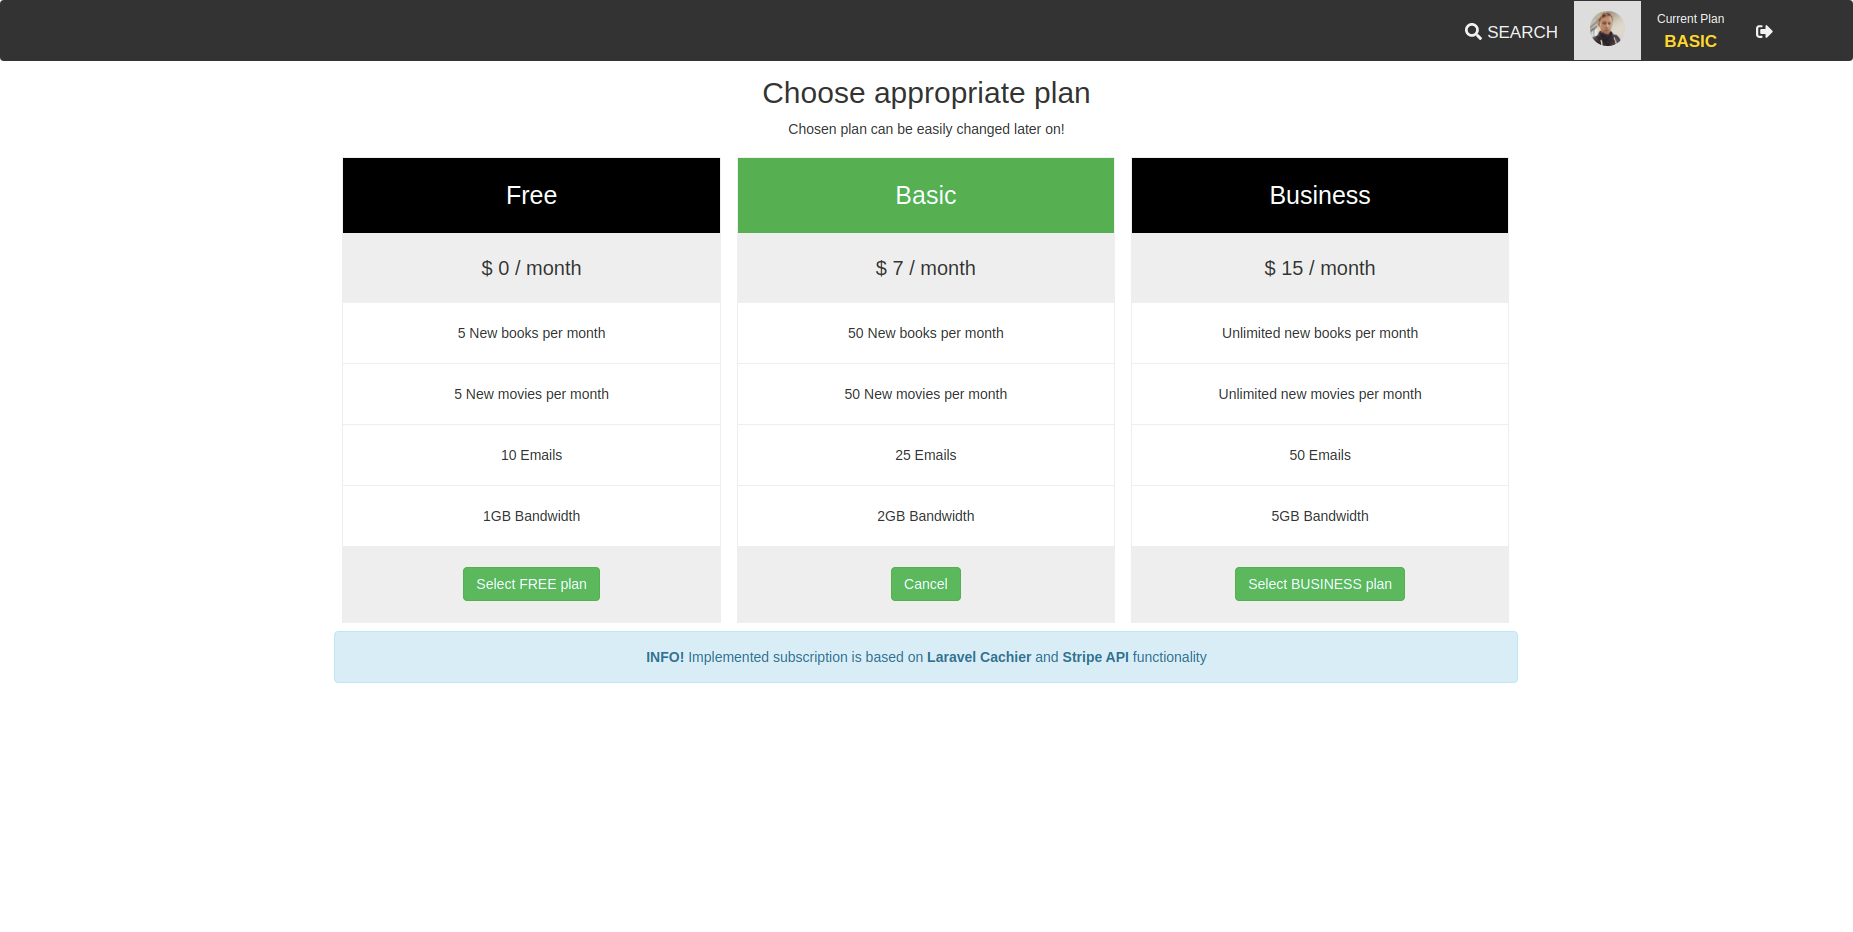 SEARCH
Current Plan
BASIC
Choose appropriate plan
Chosen plan can be easily changed later on!
Free
$ 0 / month
5 New books per month
5 New movies per month
10 Emails
1GB Bandwidth
Select FREE plan
Basic
$ 7 / month
50 New books per month
50 New movies per month
25 Emails
2GB Bandwidth
Cancel
Business
$ 15 / month
Unlimited new books per month
Unlimited new movies per month
50 Emails
5GB Bandwidth
Select BUSINESS plan
INFO! Implemented subscription is based on Laravel Cachier and Stripe API functionality